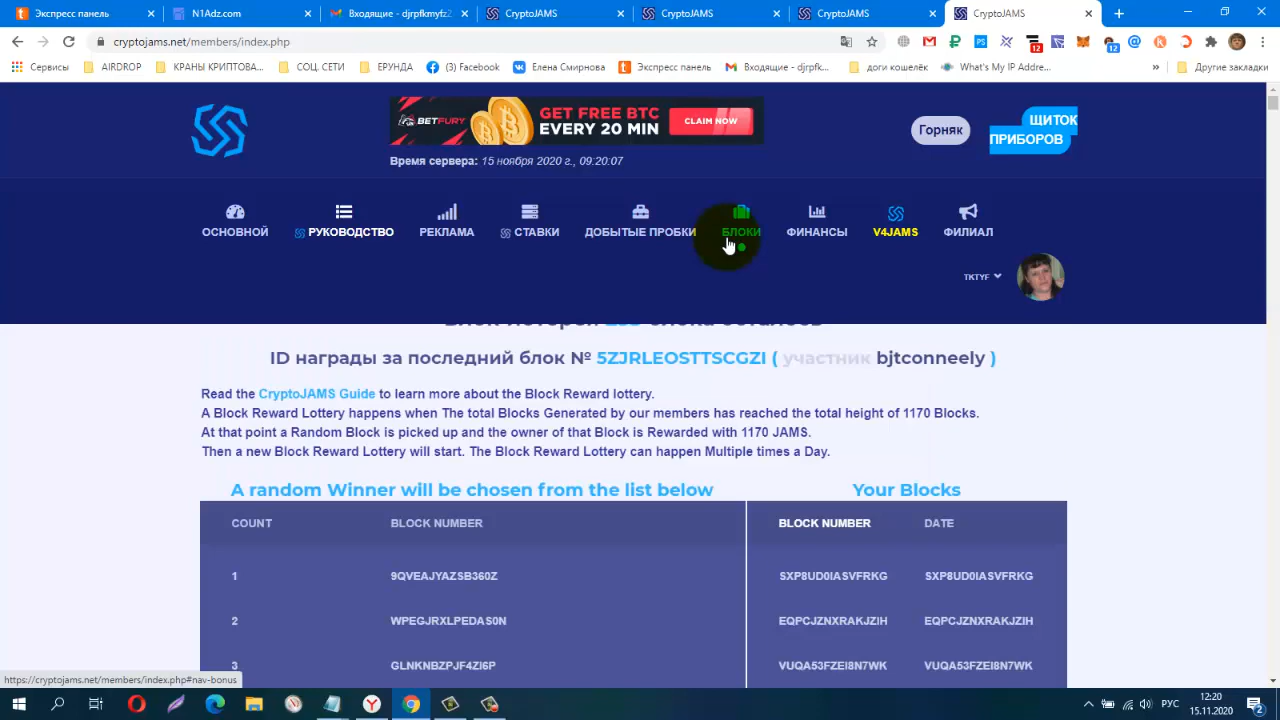 Экспресс панель
N1Adz.com
Входящие - djrpfkmyfz2
CryptoJAMS
CryptoJAMS
CryptoJAMS
CryptoJAMS
cryptojams.net/members/index.php
12
12
Сервисы
AIRDROP
КРАНЫ КРИПТОВА...
СОЦ. СЕТИ
ЕРУНДА
(3) Facebook
Елена Смирнова
Экспресс панель
Входящие - djrpfk...
доги кошелёк
What's My IP Addre...
»
Другие закладки
BETFURY
GET FREE BTC
EVERY 20 MIN
CLAIM NOW
Горняк
ЩИТОК
ПРИБОРОВ
Время сервера: 15 ноября 2020 г., 09:20:07
ОСНОВНОЙ
РУКОВОДСТВО
РЕКЛАМА
СТАВКИ
ДОБЫТЫЕ ПРОБКИ
БЛОКИ
ФИНАНСЫ
V4JAMS
ФИЛИАЛ
TKTYF
ID награды за последний блок № 5ZJRLEOSTTSCGZI ( участник bjtconneely )
Read the CryptoJAMS Guide to learn more about the Block Reward lottery.
A Block Reward Lottery happens when The total Blocks Generated by our members has reached the total height of 1170 Blocks.
At that point a Random Block is picked up and the owner of that Block is Rewarded with 1170 JAMS.
Then a new Block Reward Lottery will start. The Block Reward Lottery can happen Multiple times a Day.
A random Winner will be chosen from the list below
Your Blocks
COUNT BLOCK NUMBER BLOCK NUMBER DATE
1 9QVEAJYAZSB360Z SXP8UD0IASVFRKG SXP8UD0IASVFRKG
2 WPEGJRXLPEDAS0N EQPCJZNXRAKJZIH EQPCJZNXRAKJZIH
3 GLNKNBZPJF4ZI6P VUQA53FZEI8N7WK VUQA53FZEI8N7WK
https://cryptojams.net/members/index.php#nav-bonus
РУС
12:20
15.11.2020
2